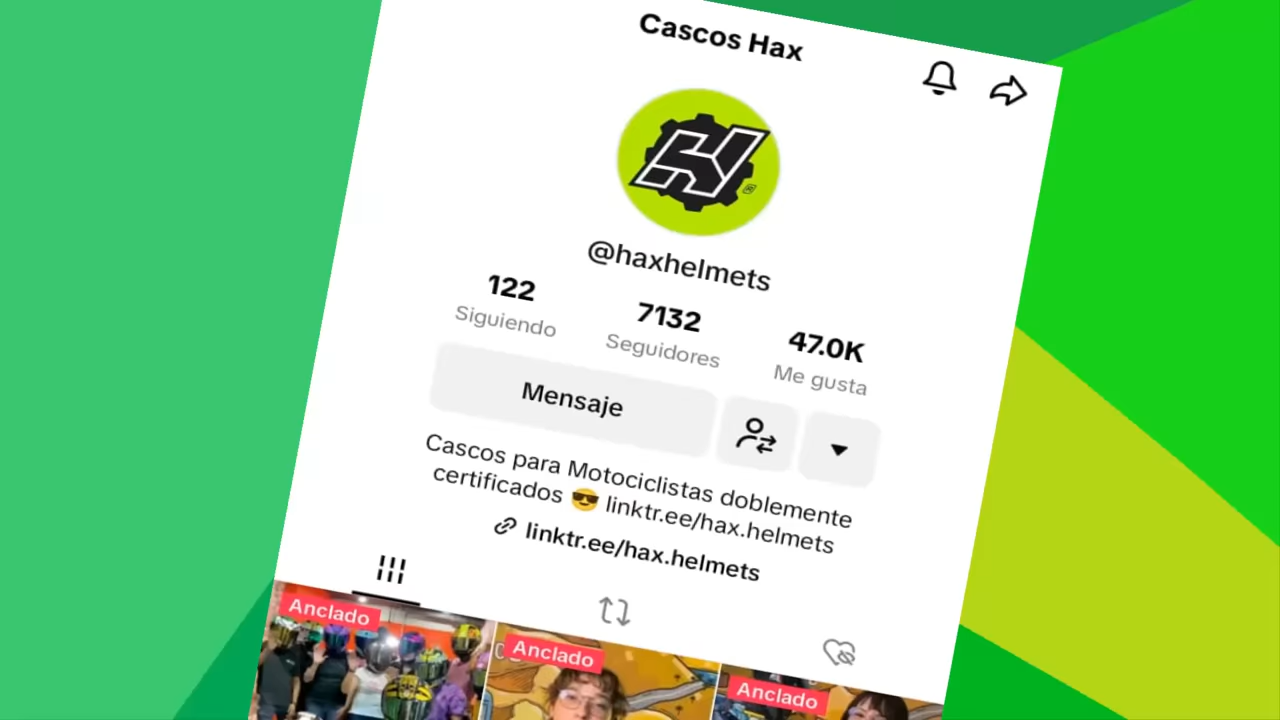 Cascos Hax
@haxhelmets
122
Siguiendo
7132
Seguidores
47.0K
Me gusta
Mensaje
Cascos para Motociclistas doblemente
certificados 😎 linktr.ee/hax.helmets
linktr.ee/hax.helmets
Anclado
Anclado
Anclado